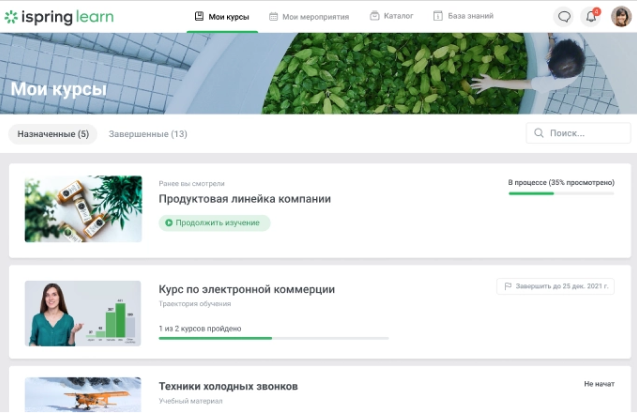 ispring learn
Мои курсы
Мои мероприятия
Каталог
База знаний
Мои курсы
Назначенные (5)
Завершенные (13)
Поиск...
Ранее вы смотрели
В процессе (35% просмотрено)
Продуктовая линейка компании
Продолжить изучение
Курс по электронной коммерции
Завершить до 25 дек. 2021 г.
Траектория обучения
1 из 2 курсов пройдено
Техники холодных звонков
Не начат
Учебный материал